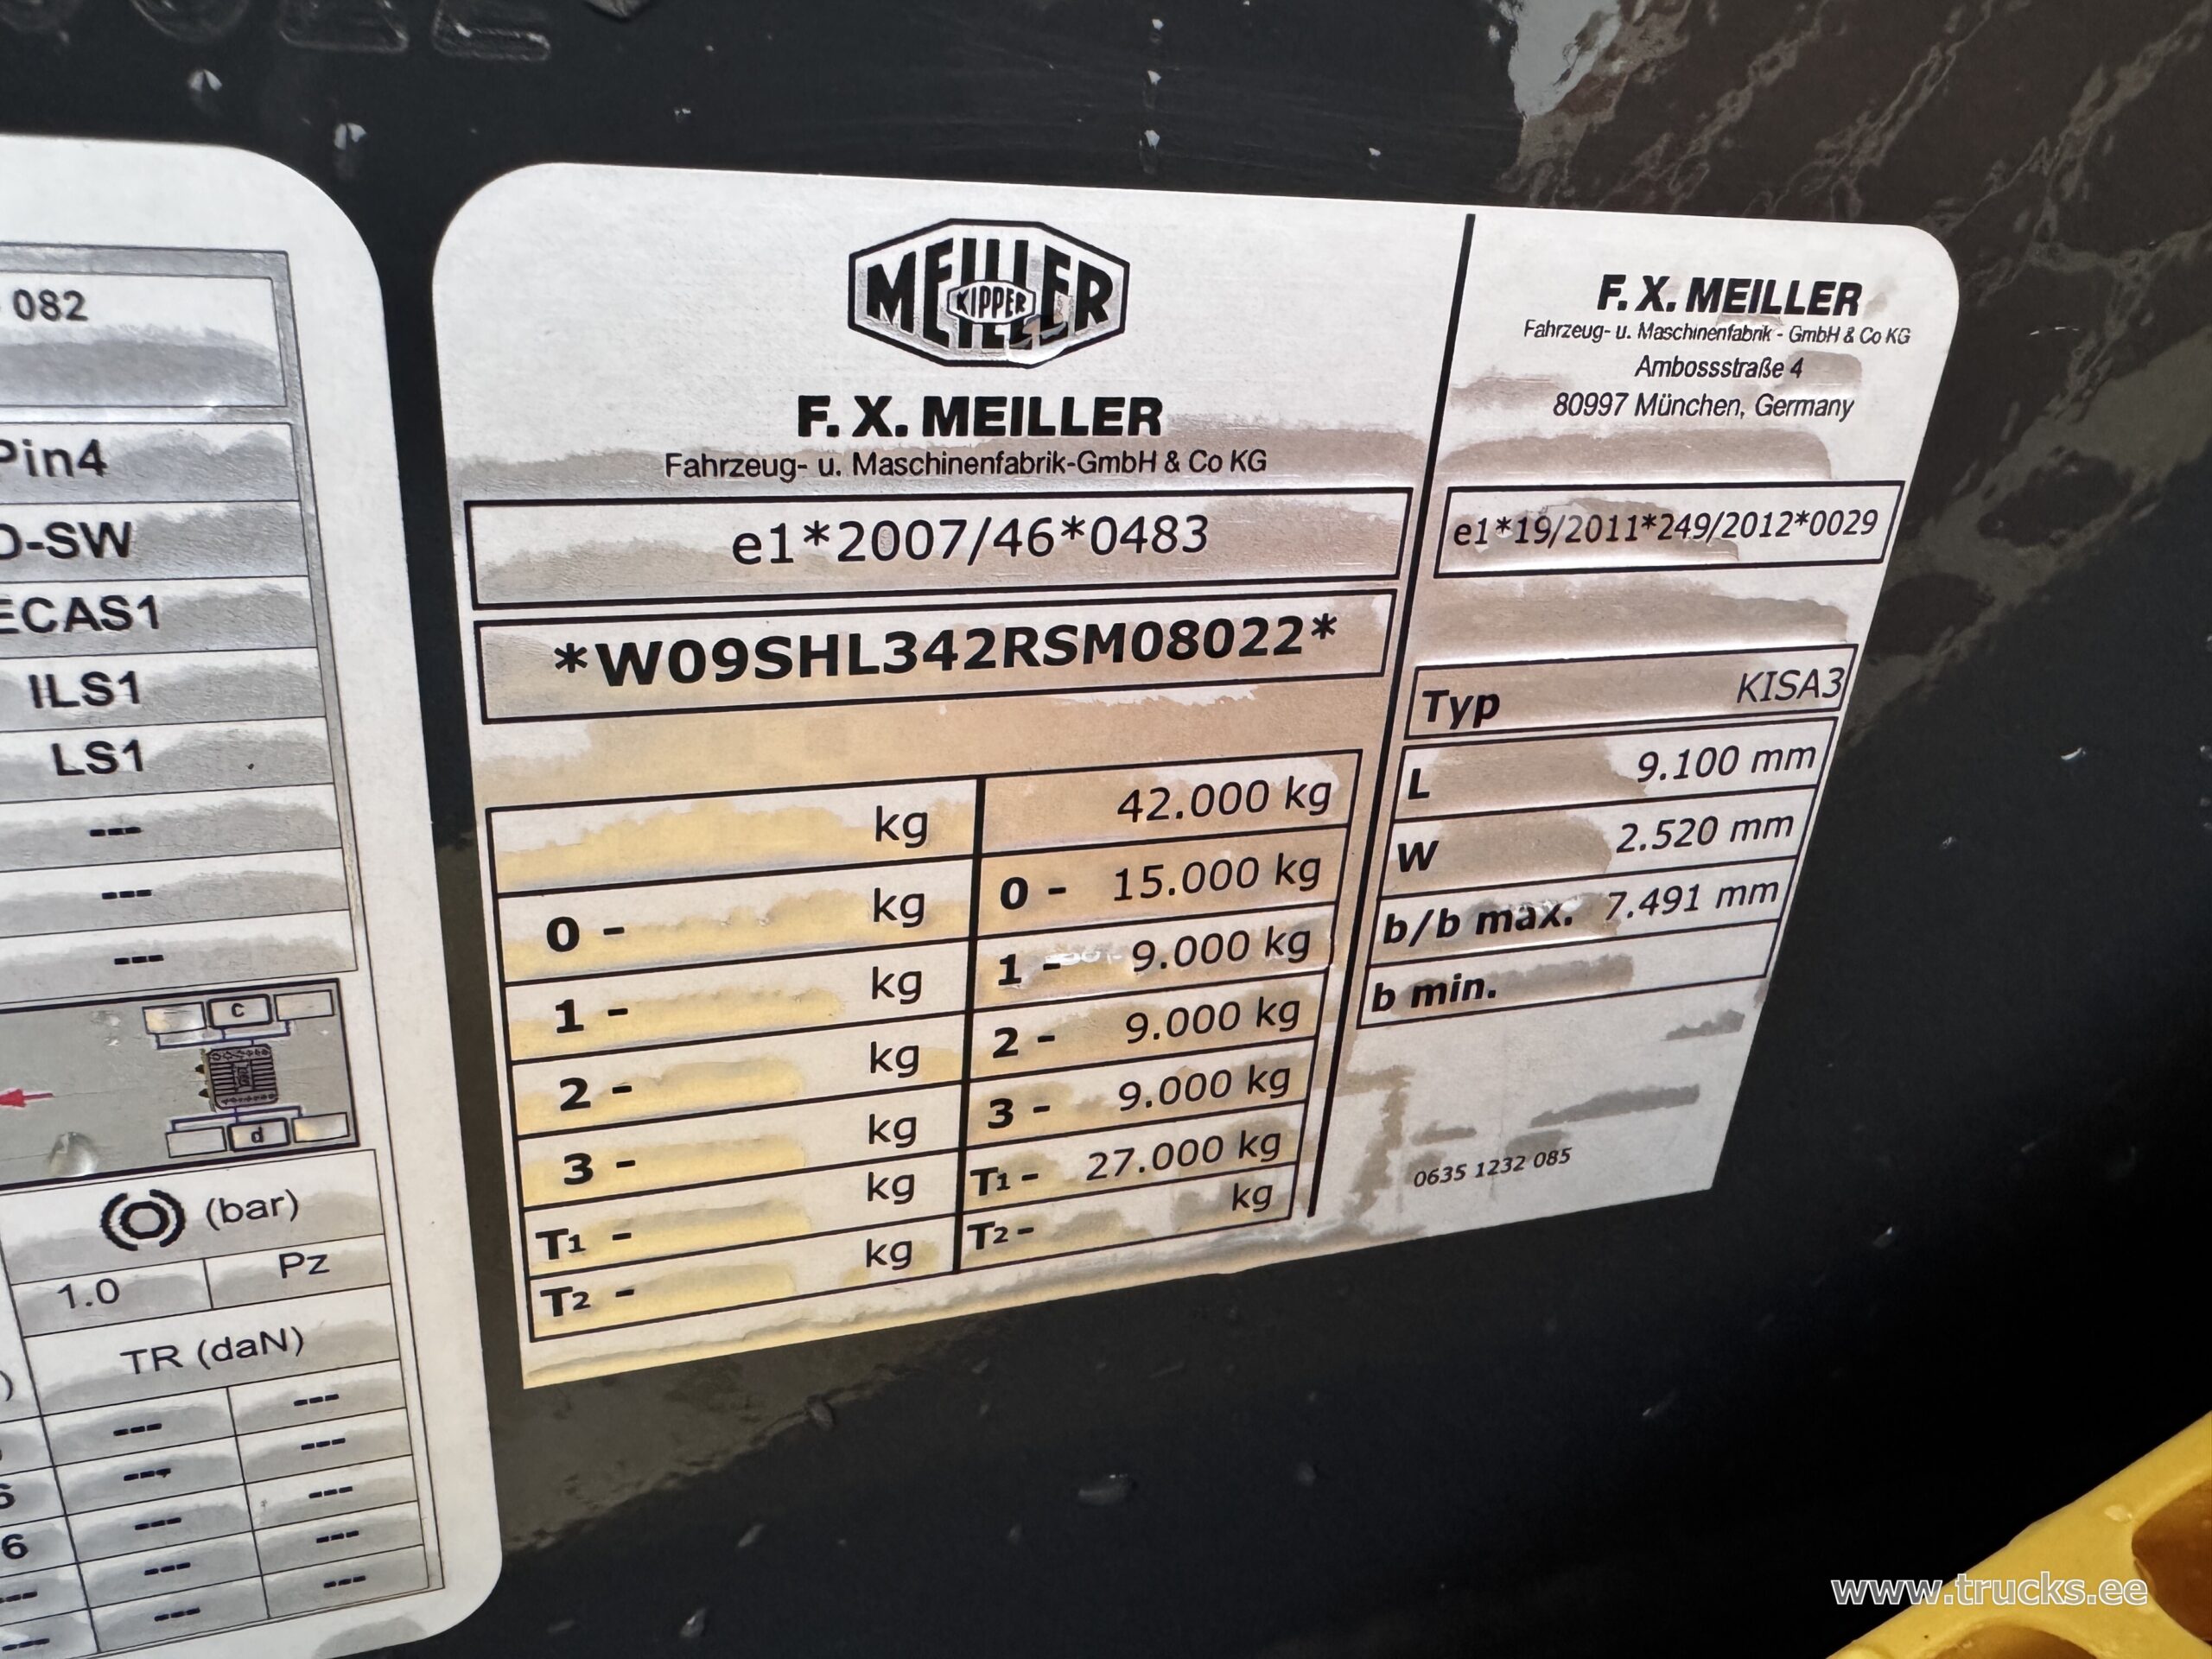 082
Pin4
D-SW
ECAS1
ILS1
LS1
---
---
---
c
d
(bar)
1.0 Pz
TR (daN)
--- ---
--- ---
--- ---
6 --- ---
--- --- ---
--- ---
MEILLER
KIPPER
F. X. MEILLER
Fahrzeug- u. Maschinenfabrik-GmbH & Co KG
e1*2007/46*0483
*W09SHL342RSM08022*
kg 42.000 kg
0 - kg 0 - 15.000 kg
1 - kg 1 - 9.000 kg
2 - kg 2 - 9.000 kg
3 - kg 3 - 9.000 kg
T1 - kg T1 - 27.000 kg
T2 - kg T2 - kg
F. X. MEILLER
Fahrzeug- u. Maschinenfabrik - GmbH & Co KG
Ambossstraße 4
80997 München, Germany
e1*19/2011*249/2012*0029
Typ KISA3
L 9.100 mm
W 2.520 mm
b/b max. 7.491 mm
b min.
0635 1232 085
www.trucks.ee